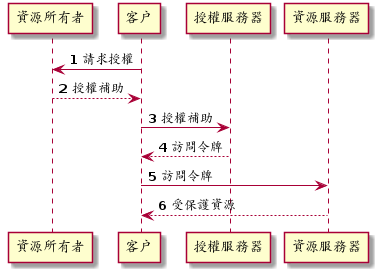 資源所有者 客户 授權服務器 資源服務器
1 請求授權
2 授權補助
3 授權補助
4 訪問令牌
5 訪問令牌
6 受保護資源
資源所有者 客户 授權服務器 資源服務器